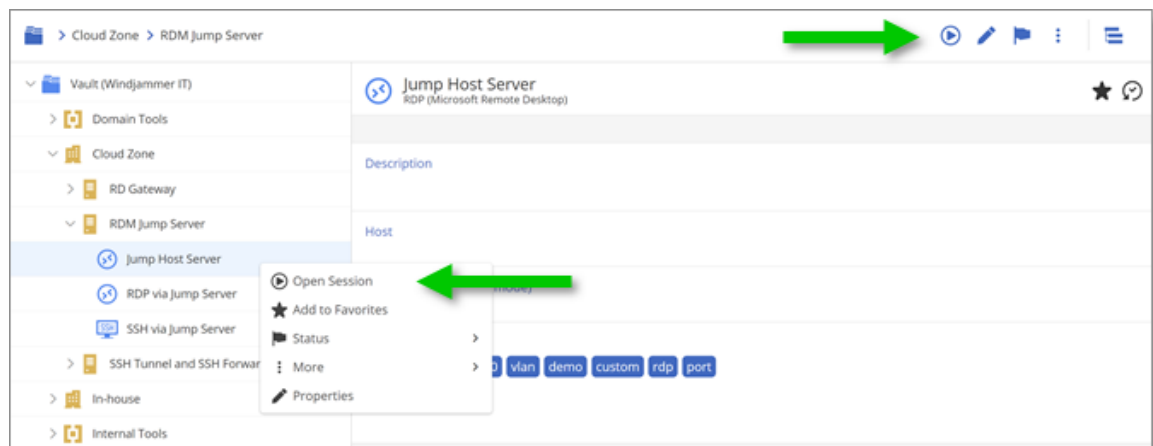 Cloud Zone RDM Jump Server
Vault (Windjammer IT)
Domain Tools
Cloud Zone
RD Gateway
RDM Jump Server
Jump Host Server
RDP via Jump Server
SSH
SSH via Jump Server
SSH Tunnel and SSH Forwar
In-house
Internal Tools
Jump Host Server
RDP (Microsoft Remote Desktop)
Description
Host
mode)
vlan demo custom rdp port
Open Session
Add to Favorites
Status
More
Properties